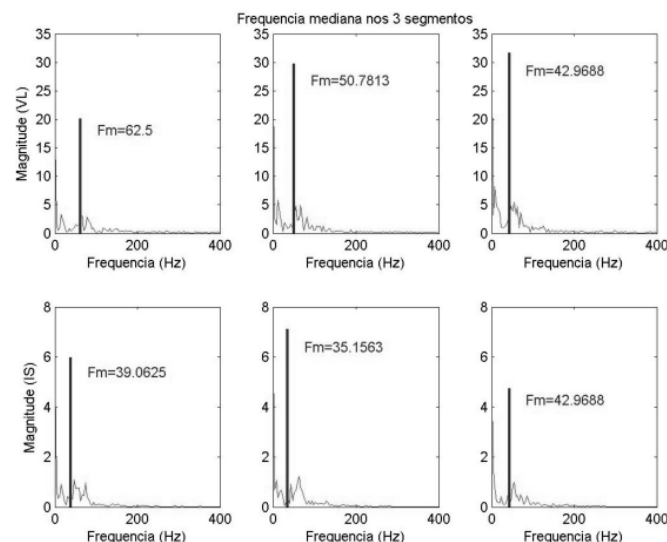 Frequencia mediana nos 3 segmentos
Magnitude (VL)
35
30
25
20
15
10
5
0
Fm=62.5
0 200 400
Frequencia (Hz)
35
30
25
20
15
10
5
0
Fm=50.7813
0 200 400
Frequencia (Hz)
35
30
25
20
15
10
5
0
Fm=42.9688
0 200 400
Frequencia (Hz)
Magnitude (IS)
8
6
4
2
0
Fm=39.0625
0 200 400
Frequencia (Hz)
8
6
4
2
0
Fm=35.1563
0 200 400
Frequencia (Hz)
8
6
4
2
0
Fm=42.9688
0 200 400
Frequencia (Hz)